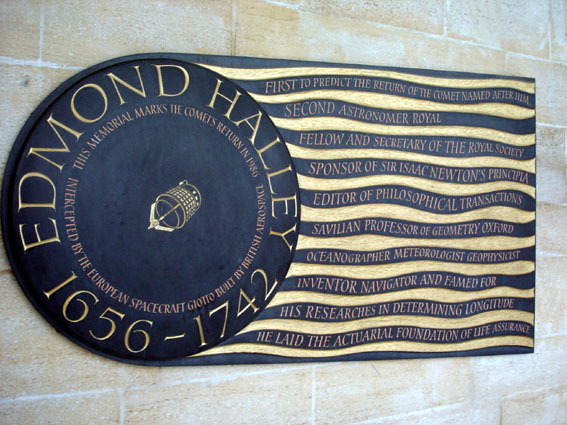 EDMOND HALLEY
1656 – 1742
THIS MEMORIAL MARKS THE COMET'S RETURN IN 1986
INTERCEPTED BY THE EUROPEAN SPACECRAFT GIOTTO BUILT BY BRITISH AEROSPACE
FIRST TO PREDICT THE RETURN OF THE COMET NAMED AFTER HIM
SECOND ASTRONOMER ROYAL
FELLOW AND SECRETARY OF THE ROYAL SOCIETY
SPONSOR OF SIR ISAAC NEWTON'S PRINCIPIA
EDITOR OF PHILOSOPHICAL TRANSACTIONS
SAVILIAN PROFESSOR OF GEOMETRY OXFORD
OCEANOGRAPHER METEOROLOGIST GEOPHYSICIST
INVENTOR NAVIGATOR AND FAMED FOR
HIS RESEARCHES IN DETERMINING LONGITUDE
HE LAID THE ACTUARIAL FOUNDATION OF LIFE ASSURANCE